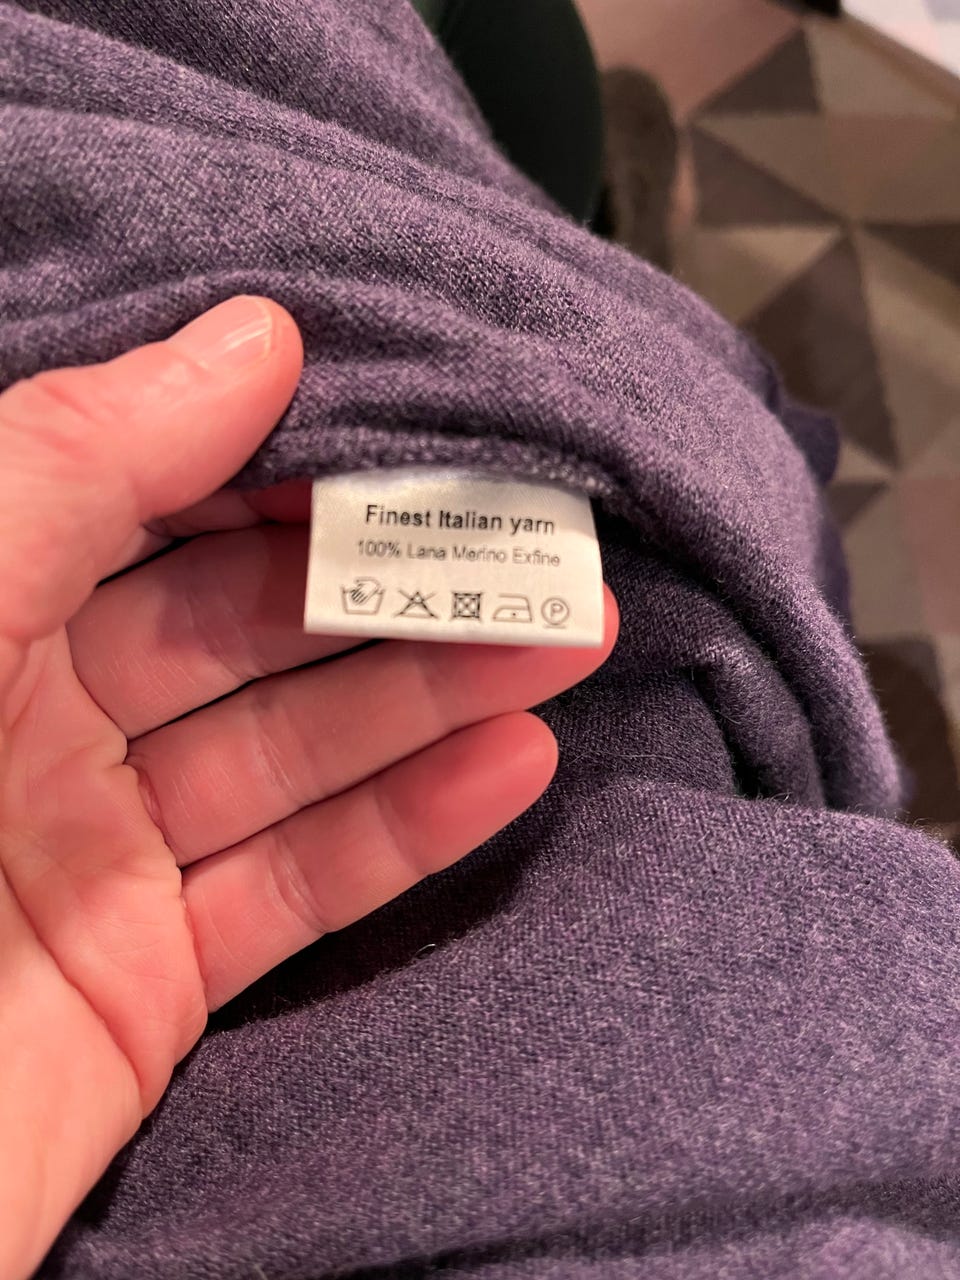 Finest Italian yarn
100% Lana Merino Exfine
P